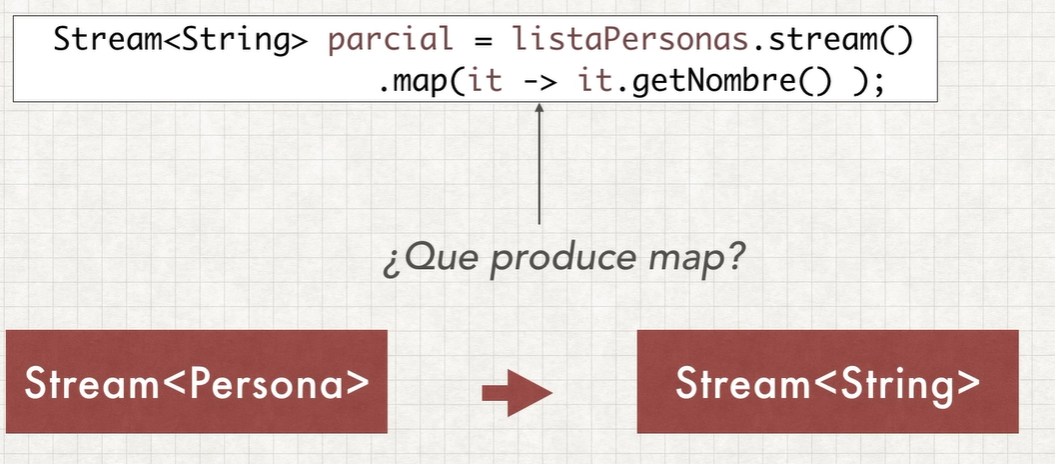 Stream<String> parcial = listaPersonas.stream()
.map(it -> it.getNombre() );
¿Que produce map?
Stream<Persona>
Stream<String>